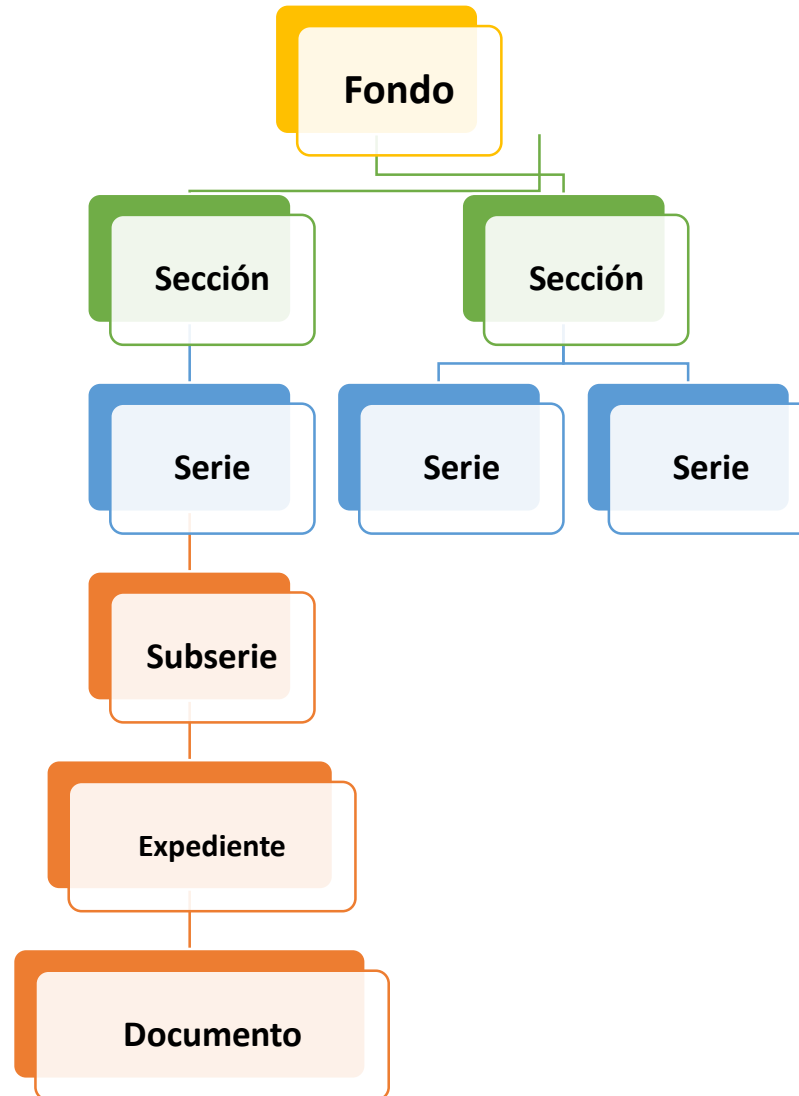 Fondo
Sección
Sección
Serie
Serie
Serie
Subserie
Expediente
Documento